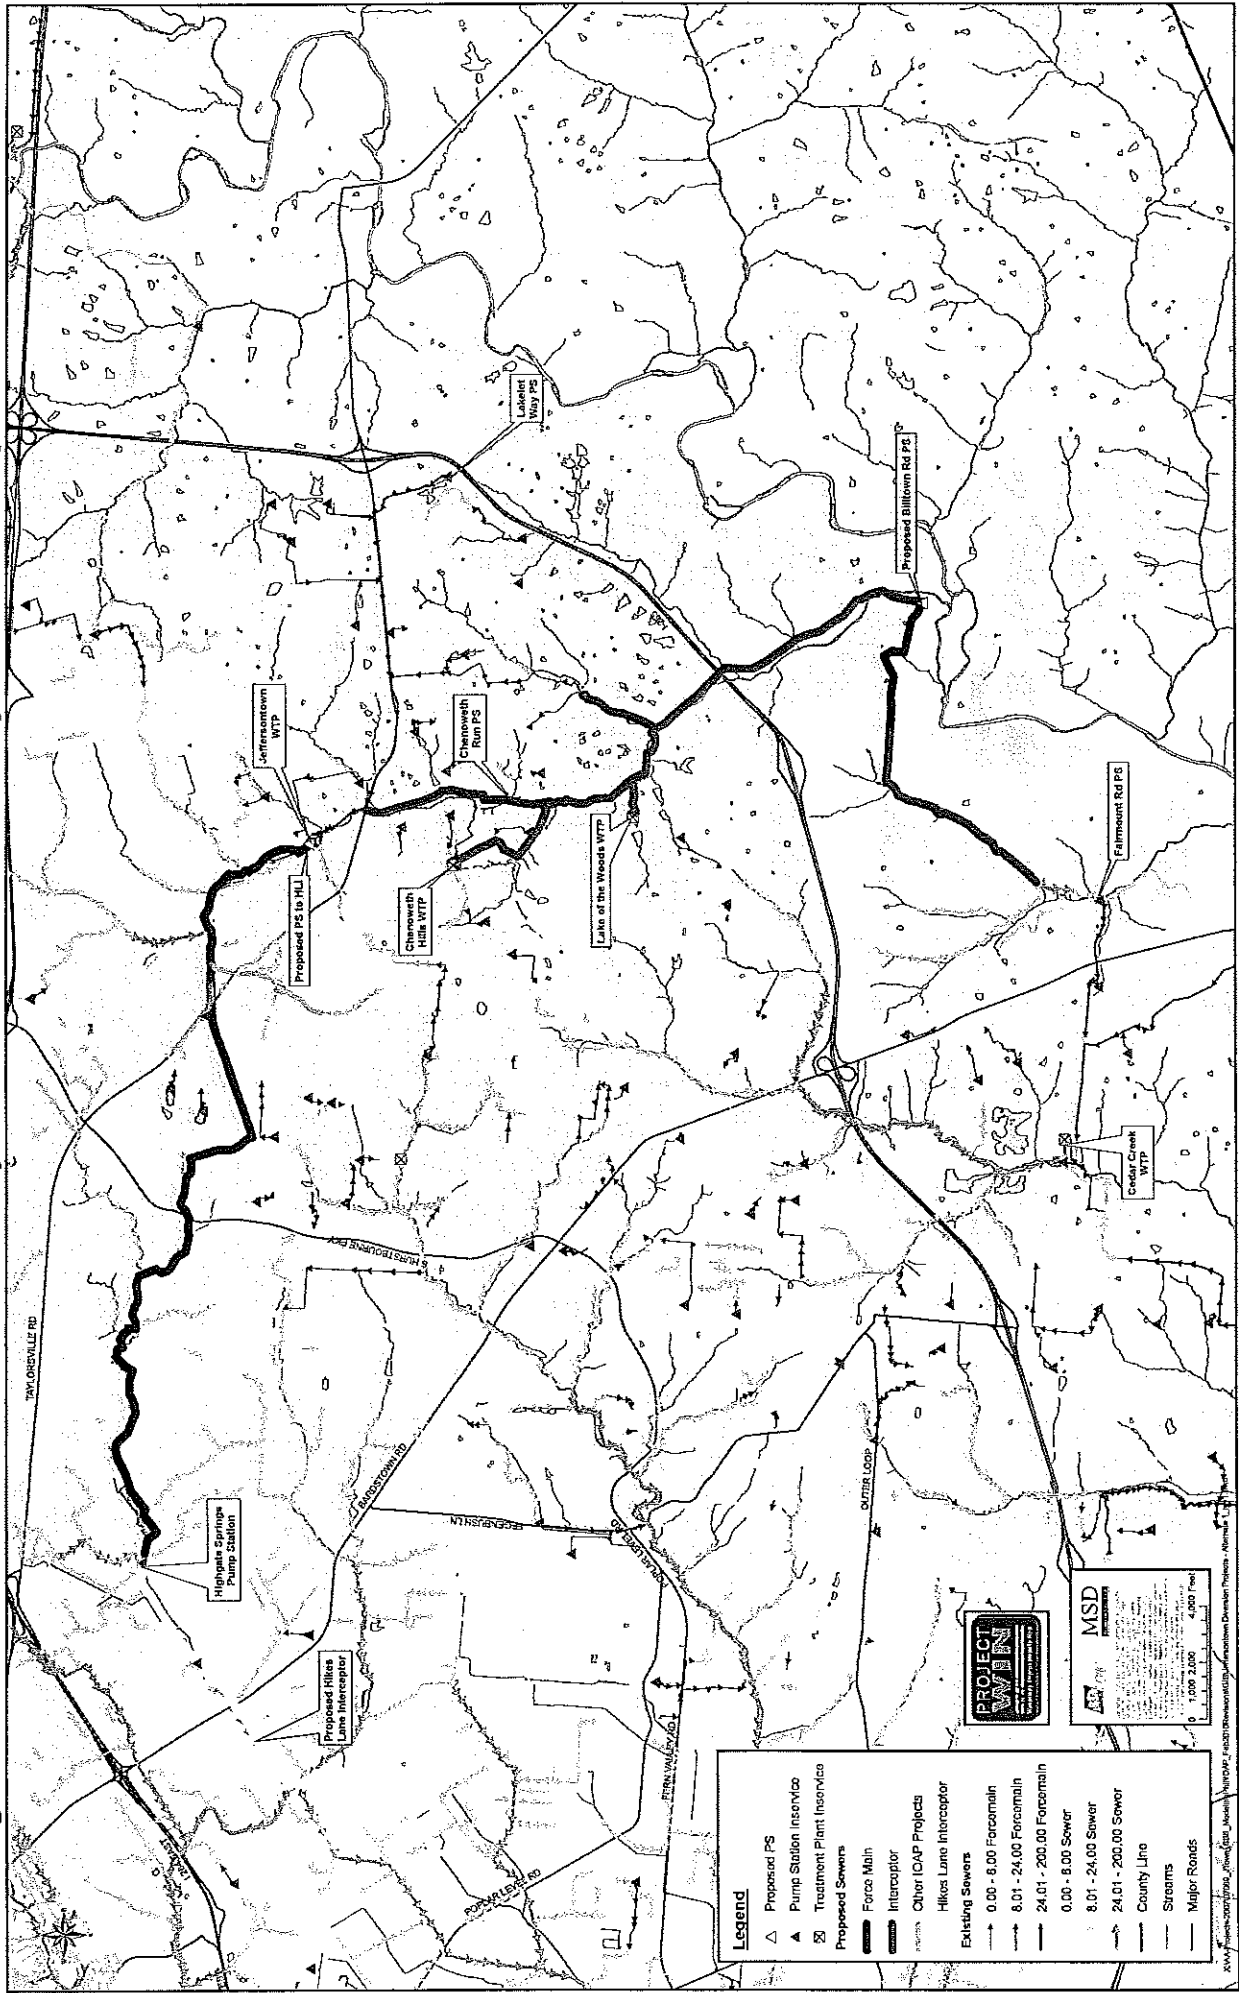 TAYLORSVILLE RD
Jeffersontown
WTP
Proposed PS to HLI
Chenoweth
Run PS
Chenoweth
Hills WTP
Lake of the Woods WTP
Lakelet
Way PS
Proposed Billtown Rd PS
Fairmount Rd PS
Cedar Creek
WTP
S HURSTBOURNE PKY
BARDSTOWN RD
Highgate Springs
Pump Station
Proposed Hikes
Lane Interceptor
FEGENBUSH LN
POPLAR LEVEL RD
OUTER LOOP
FERN VALLEY RD
POPLAR LEVEL RD
PROJECT
WIN
MSD
0 1,000 2,000 4,000 Feet
Legend
Proposed PS
Pump Station Inservice
Treatment Plant Inservice
Proposed Sewers
Force Main
Interceptor
Other IOAP Projects
Hikes Lane Interceptor
Existing Sewers
0.00 - 8.00 Forcemain
8.01 - 24.00 Forcemain
24.01 - 200.00 Forcemain
0.00 - 8.00 Sewer
8.01 - 24.00 Sewer
24.01 - 200.00 Sewer
County Line
Streams
Major Roads